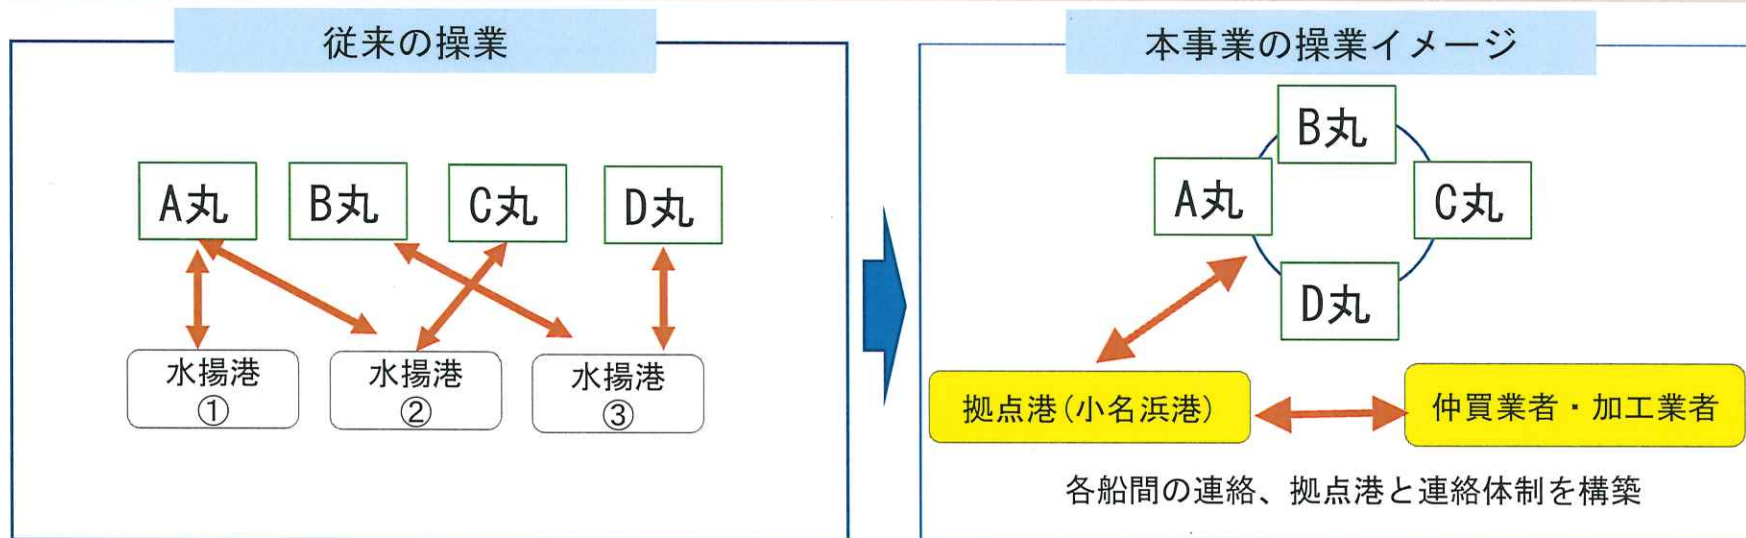 従来の操業
A丸
B丸
C丸
D丸
水揚港
①
水揚港
②
水揚港
③
本事業の操業イメージ
B丸
A丸
C丸
D丸
拠点港(小名浜港)
仲買業者・加工業者
各船間の連絡、拠点港と連絡体制を構築